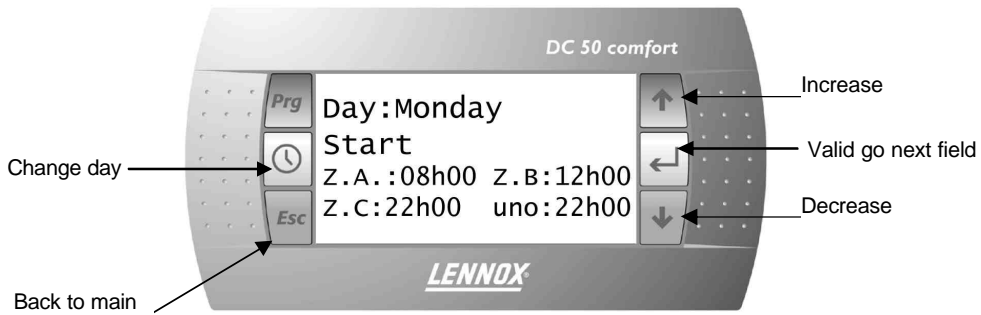 DC 50 comfort
Increase
Prg
Day:Monday
Start
Valid go next field
Change day
Z.A.:08h00 Z.B:12h00
Z.C:22h00 uno:22h00
Decrease
Esc
LENNOX
Back to main